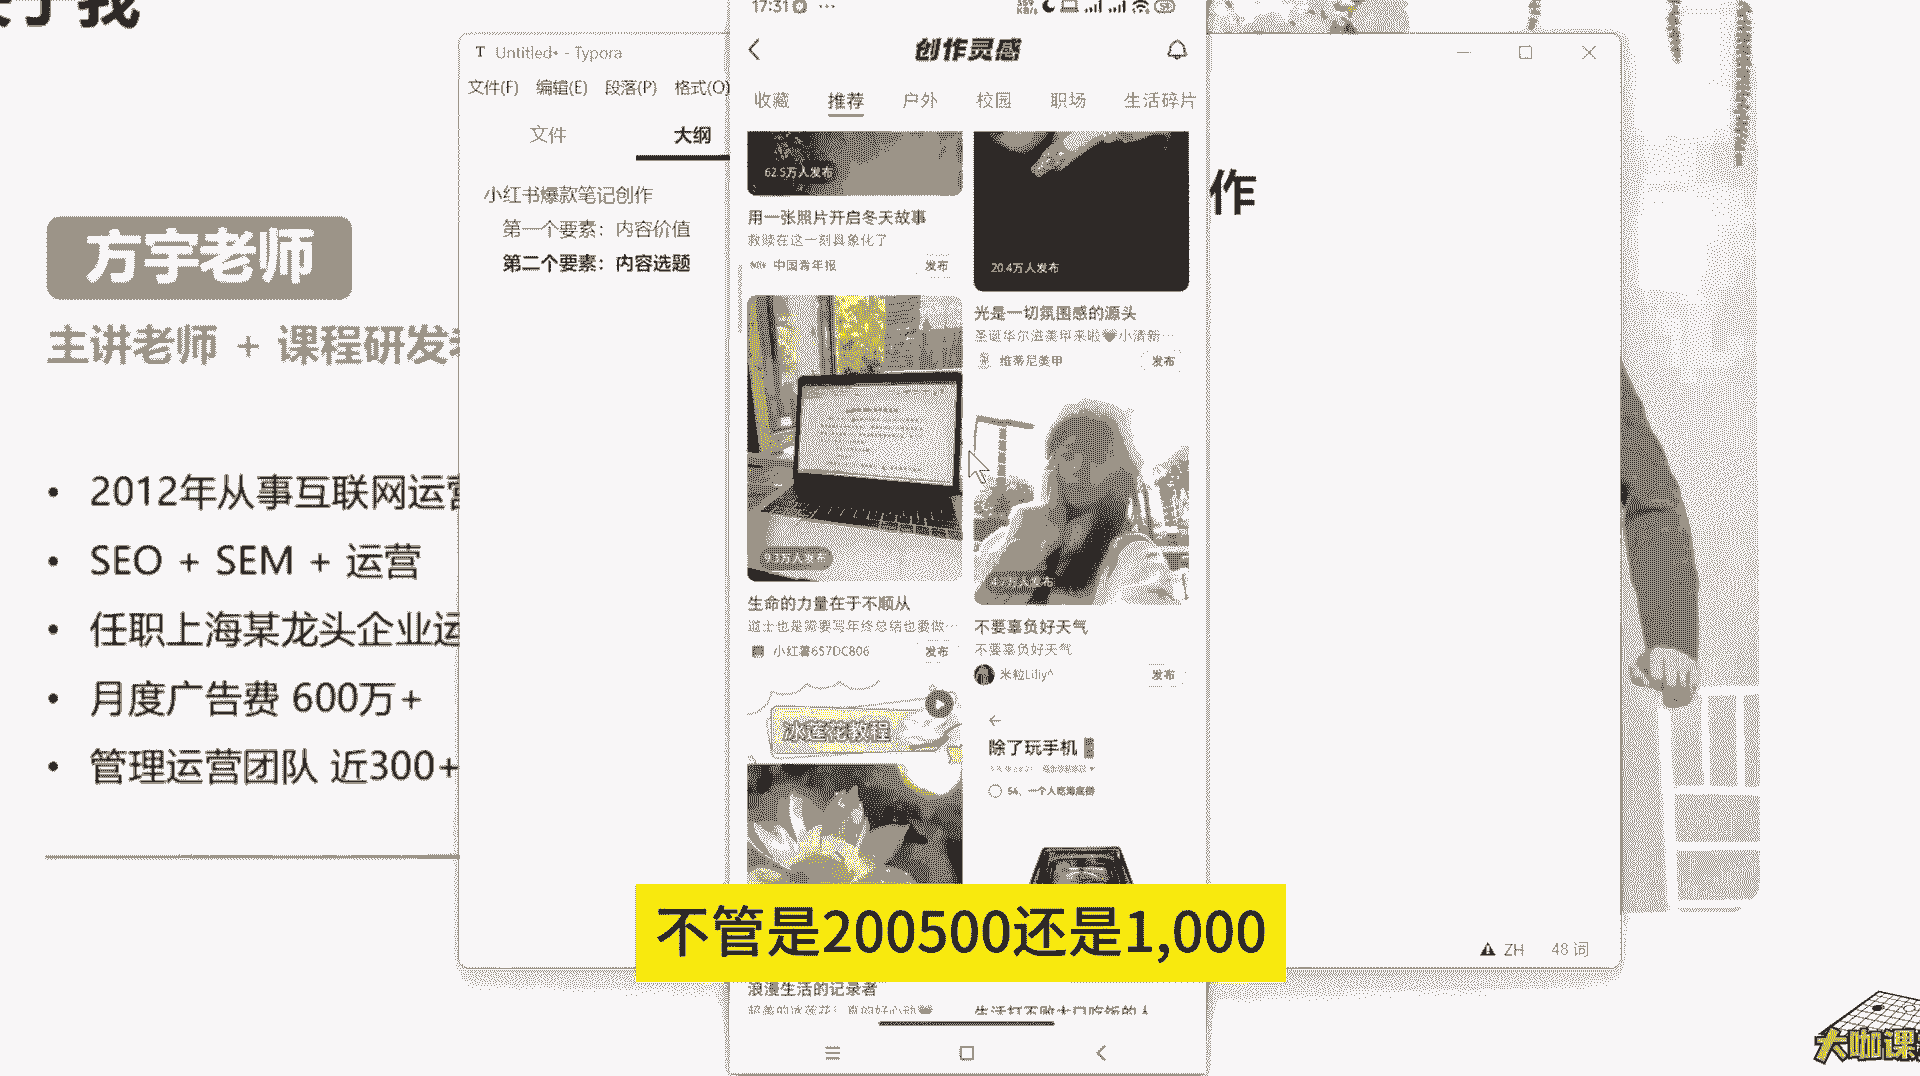 于我
方宇老师
主讲老师 + 课程研发
2012年从事互联网运营
SEO + SEM + 运营
任职上海某龙头企业运
月度广告费 600万+
管理运营团队 近300+
Untitled• - Typora
文件(F) 编辑(E) 段落(P) 格式(O)
文件 大纲
小红书爆款笔记创作
第一个要素：内容价值
第二个要素：内容选题
作
17:31
创作灵感
收藏 推荐 户外 校园 职场 生活碎片
62.5万人发布
用一张照片开启冬天故事
救赎在这一刻具象化了
中国青年报 发布
20.4万人发布
光是一切氛围感的源头
圣诞华尔滋美甲来啦🖤小清新…
维蒂尼美甲 发布
9.3万人发布
生命的力量在于不顺从
道士也是需要写年终总结也要做…
小红薯657DC806 发布
万人发布
不要辜负好天气
不要辜负好天气
米粒Liliy^ 发布
冰莲花教程
除了玩手机
54、一个人吃海底捞
不管是200500还是1,000
浪漫生活的记录者
生活打不败大口吃饭的人
ZH 48 词
大咖课